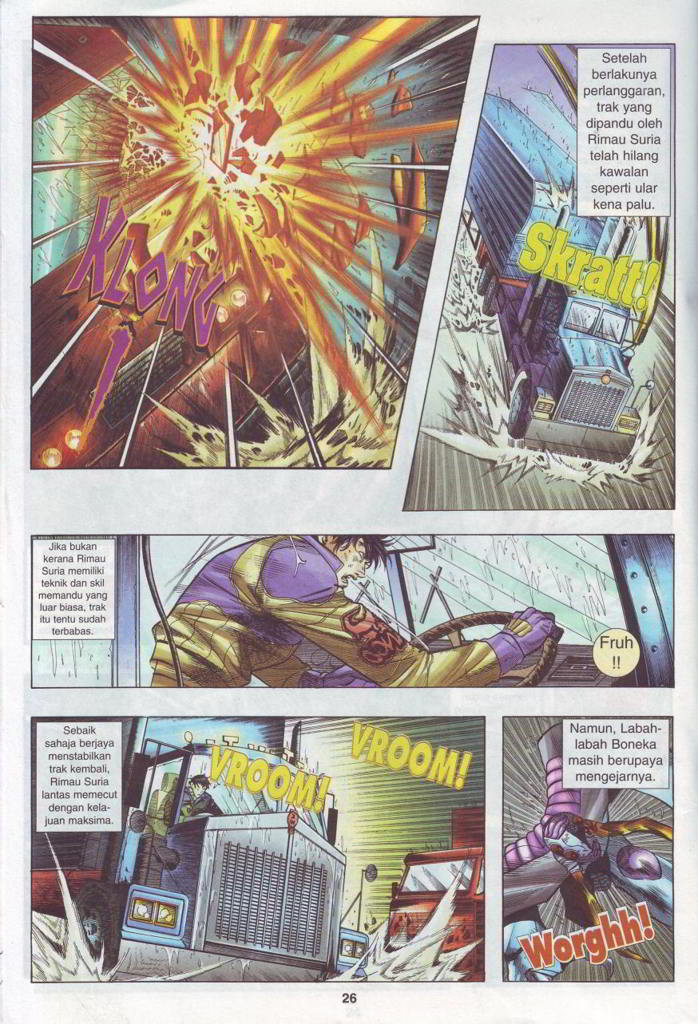 KLONG
!
Setelah
berlakunya
perlanggaran,
trak yang
dipandu oleh
Rimau Suria
telah hilang
kawalan
seperti ular
kena palu.
Skratt!
Jika bukan
kerana Rimau
Suria memiliki
teknik dan skil
memandu yang
luar biasa, trak
itu tentu sudah
terbabas.
Fruh
!!
Sebaik
sahaja berjaya
menstabilkan
trak kembali,
Rimau Suria
lantas memecut
dengan kela-
juan maksima.
VROOM!
VROOM!
Namun, Labah-
labah Boneka
masih berupaya
mengejarnya.
Worghh!
26